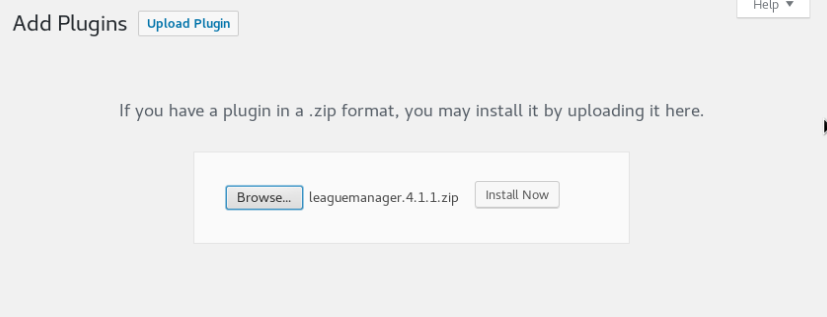 Help
Add Plugins Upload Plugin
If you have a plugin in a .zip format, you may install it by uploading it here.
Browse... leaguemanager.4.1.1.zip Install Now